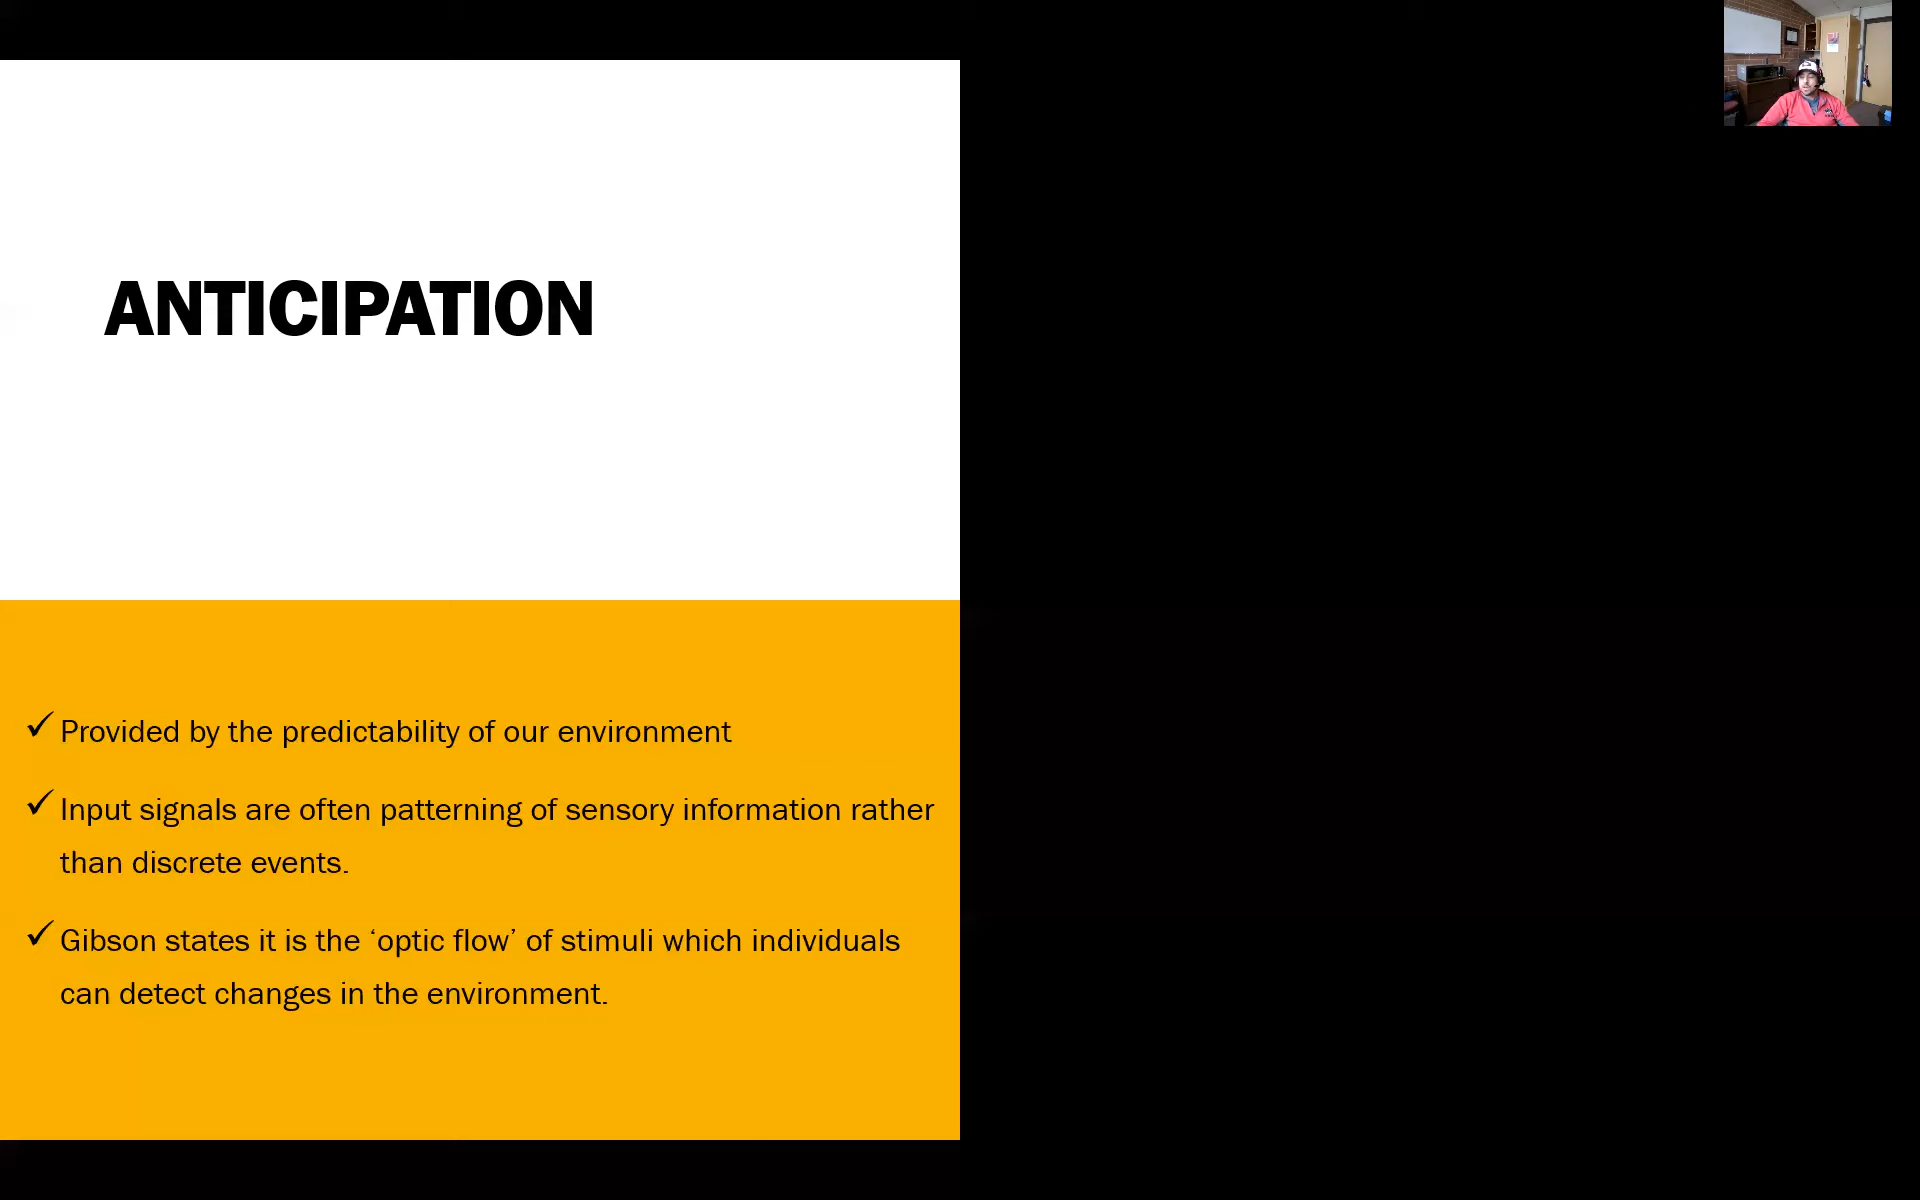 ANTICIPATION
✓ Provided by the predictability of our environment
✓ Input signals are often patterning of sensory information rather
than discrete events.
✓ Gibson states it is the ‘optic flow’ of stimuli which individuals
can detect changes in the environment.